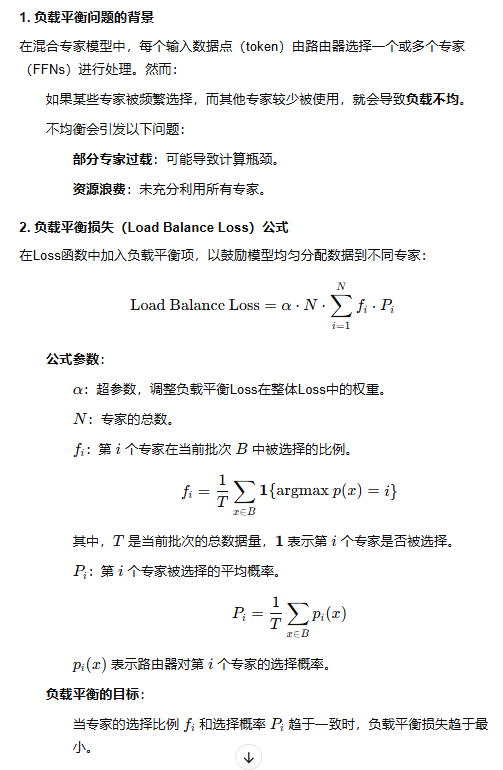 1. 负载平衡问题的背景
在混合专家模型中，每个输入数据点（token）由路由器选择一个或多个专家
（FFNs）进行处理。然而：
如果某些专家被频繁选择，而其他专家较少被使用，就会导致负载不均。
不均衡会引发以下问题：
部分专家过载：可能导致计算瓶颈。
资源浪费：未充分利用所有专家。
2. 负载平衡损失（Load Balance Loss）公式
在Loss函数中加入负载平衡项，以鼓励模型均匀分配数据到不同专家：
Load Balance Loss = α · N · ∑_{i=1}^{N} f_i · P_i
公式参数：
α：超参数，调整负载平衡Loss在整体Loss中的权重。
N：专家的总数。
f_i：第 i 个专家在当前批次 B 中被选择的比例。
f_i = \frac{1}{T} ∑_{x∈B} 1{argmax p(x) = i}
其中，T 是当前批次的总数据量，1 表示第 i 个专家是否被选择。
P_i：第 i 个专家被选择的平均概率。
P_i = \frac{1}{T} ∑_{x∈B} p_i(x)
p_i(x) 表示路由器对第 i 个专家的选择概率。
负载平衡的目标：
当专家的选择比例 f_i 和选择概率 P_i 趋于一致时，负载平衡损失趋于最
小。